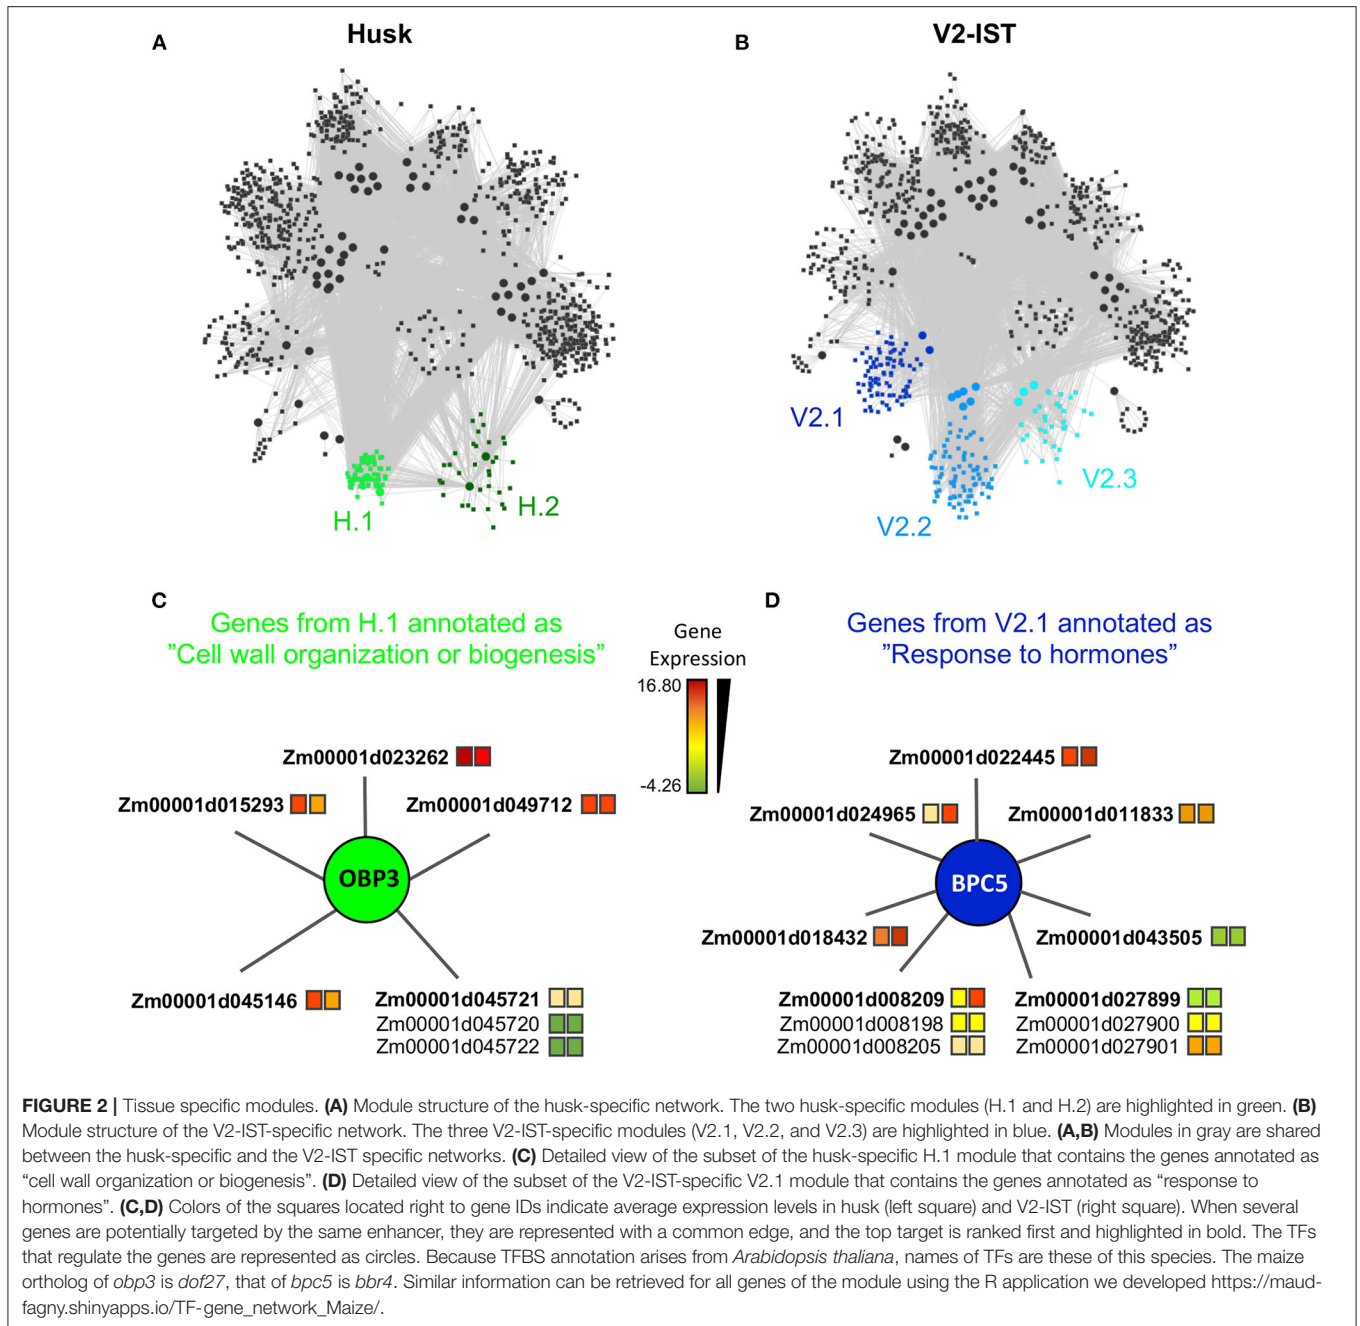 A
Husk
B
V2-IST
H.1
H.2
V2.1
V2.2
V2.3
C
Genes from H.1 annotated as
”Cell wall organization or biogenesis”
Gene
Expression
16.80
-4.26
D
Genes from V2.1 annotated as
”Response to hormones”
Zm00001d023262
Zm00001d015293
Zm00001d049712
OBP3
Zm00001d045146
Zm00001d045721
Zm00001d045720
Zm00001d045722
Zm00001d022445
Zm00001d024965
Zm00001d011833
BPC5
Zm00001d018432
Zm00001d043505
Zm00001d008209
Zm00001d008198
Zm00001d008205
Zm00001d027899
Zm00001d027900
Zm00001d027901
FIGURE 2 | Tissue specific modules. (A) Module structure of the husk-specific network. The two husk-specific modules (H.1 and H.2) are highlighted in green. (B)
Module structure of the V2-IST-specific network. The three V2-IST-specific modules (V2.1, V2.2, and V2.3) are highlighted in blue. (A,B) Modules in gray are shared
between the husk-specific and the V2-IST specific networks. (C) Detailed view of the subset of the husk-specific H.1 module that contains the genes annotated as
“cell wall organization or biogenesis”. (D) Detailed view of the subset of the V2-IST-specific V2.1 module that contains the genes annotated as “response to
hormones”. (C,D) Colors of the squares located right to gene IDs indicate average expression levels in husk (left square) and V2-IST (right square). When several
genes are potentially targeted by the same enhancer, they are represented with a common edge, and the top target is ranked first and highlighted in bold. The TFs
that regulate the genes are represented as circles. Because TFBS annotation arises from Arabidopsis thaliana, names of TFs are these of this species. The maize
ortholog of obp3 is dof27, that of bpc5 is bbr4. Similar information can be retrieved for all genes of the module using the R application we developed https://maud-
fagny.shinyapps.io/TF-gene_network_Maize/.